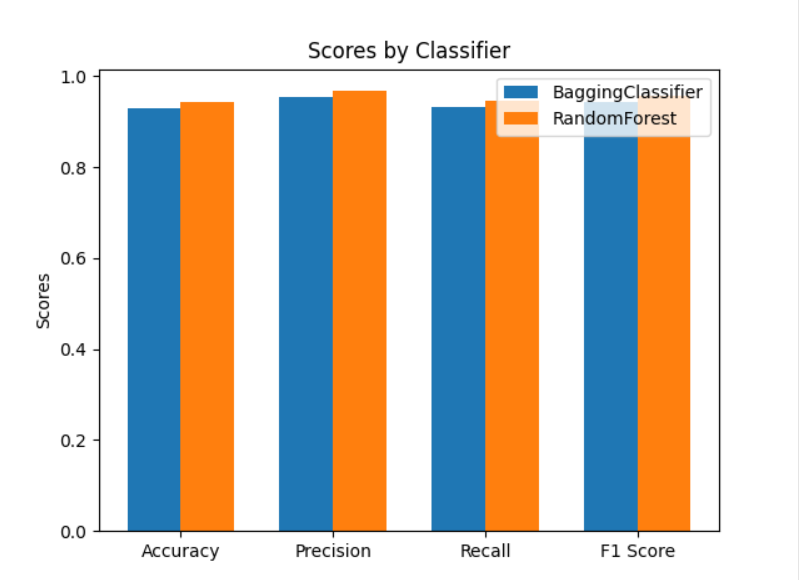 Scores by Classifier
BaggingClassifier
RandomForest
1.0
0.8
0.6
0.4
0.2
0.0
Scores
Accuracy Precision Recall F1 Score